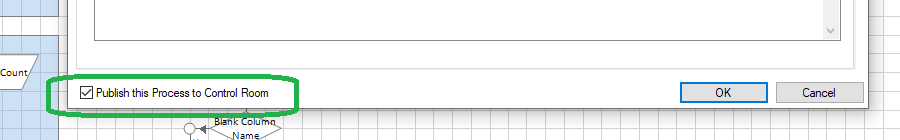 Count
Publish this Process to Control Room
OK
Cancel
Blank Column
Name